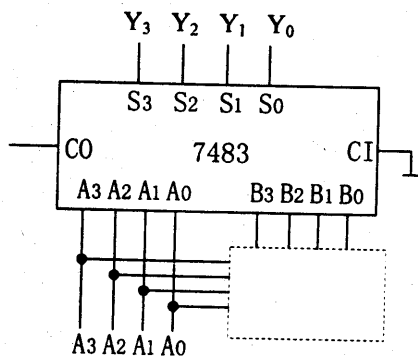 Y3 Y2 Y1 Y0
S3 S2 S1 S0
CO 7483 CI
A3 A2 A1 A0 B3 B2 B1 B0
A3 A2 A1 A0